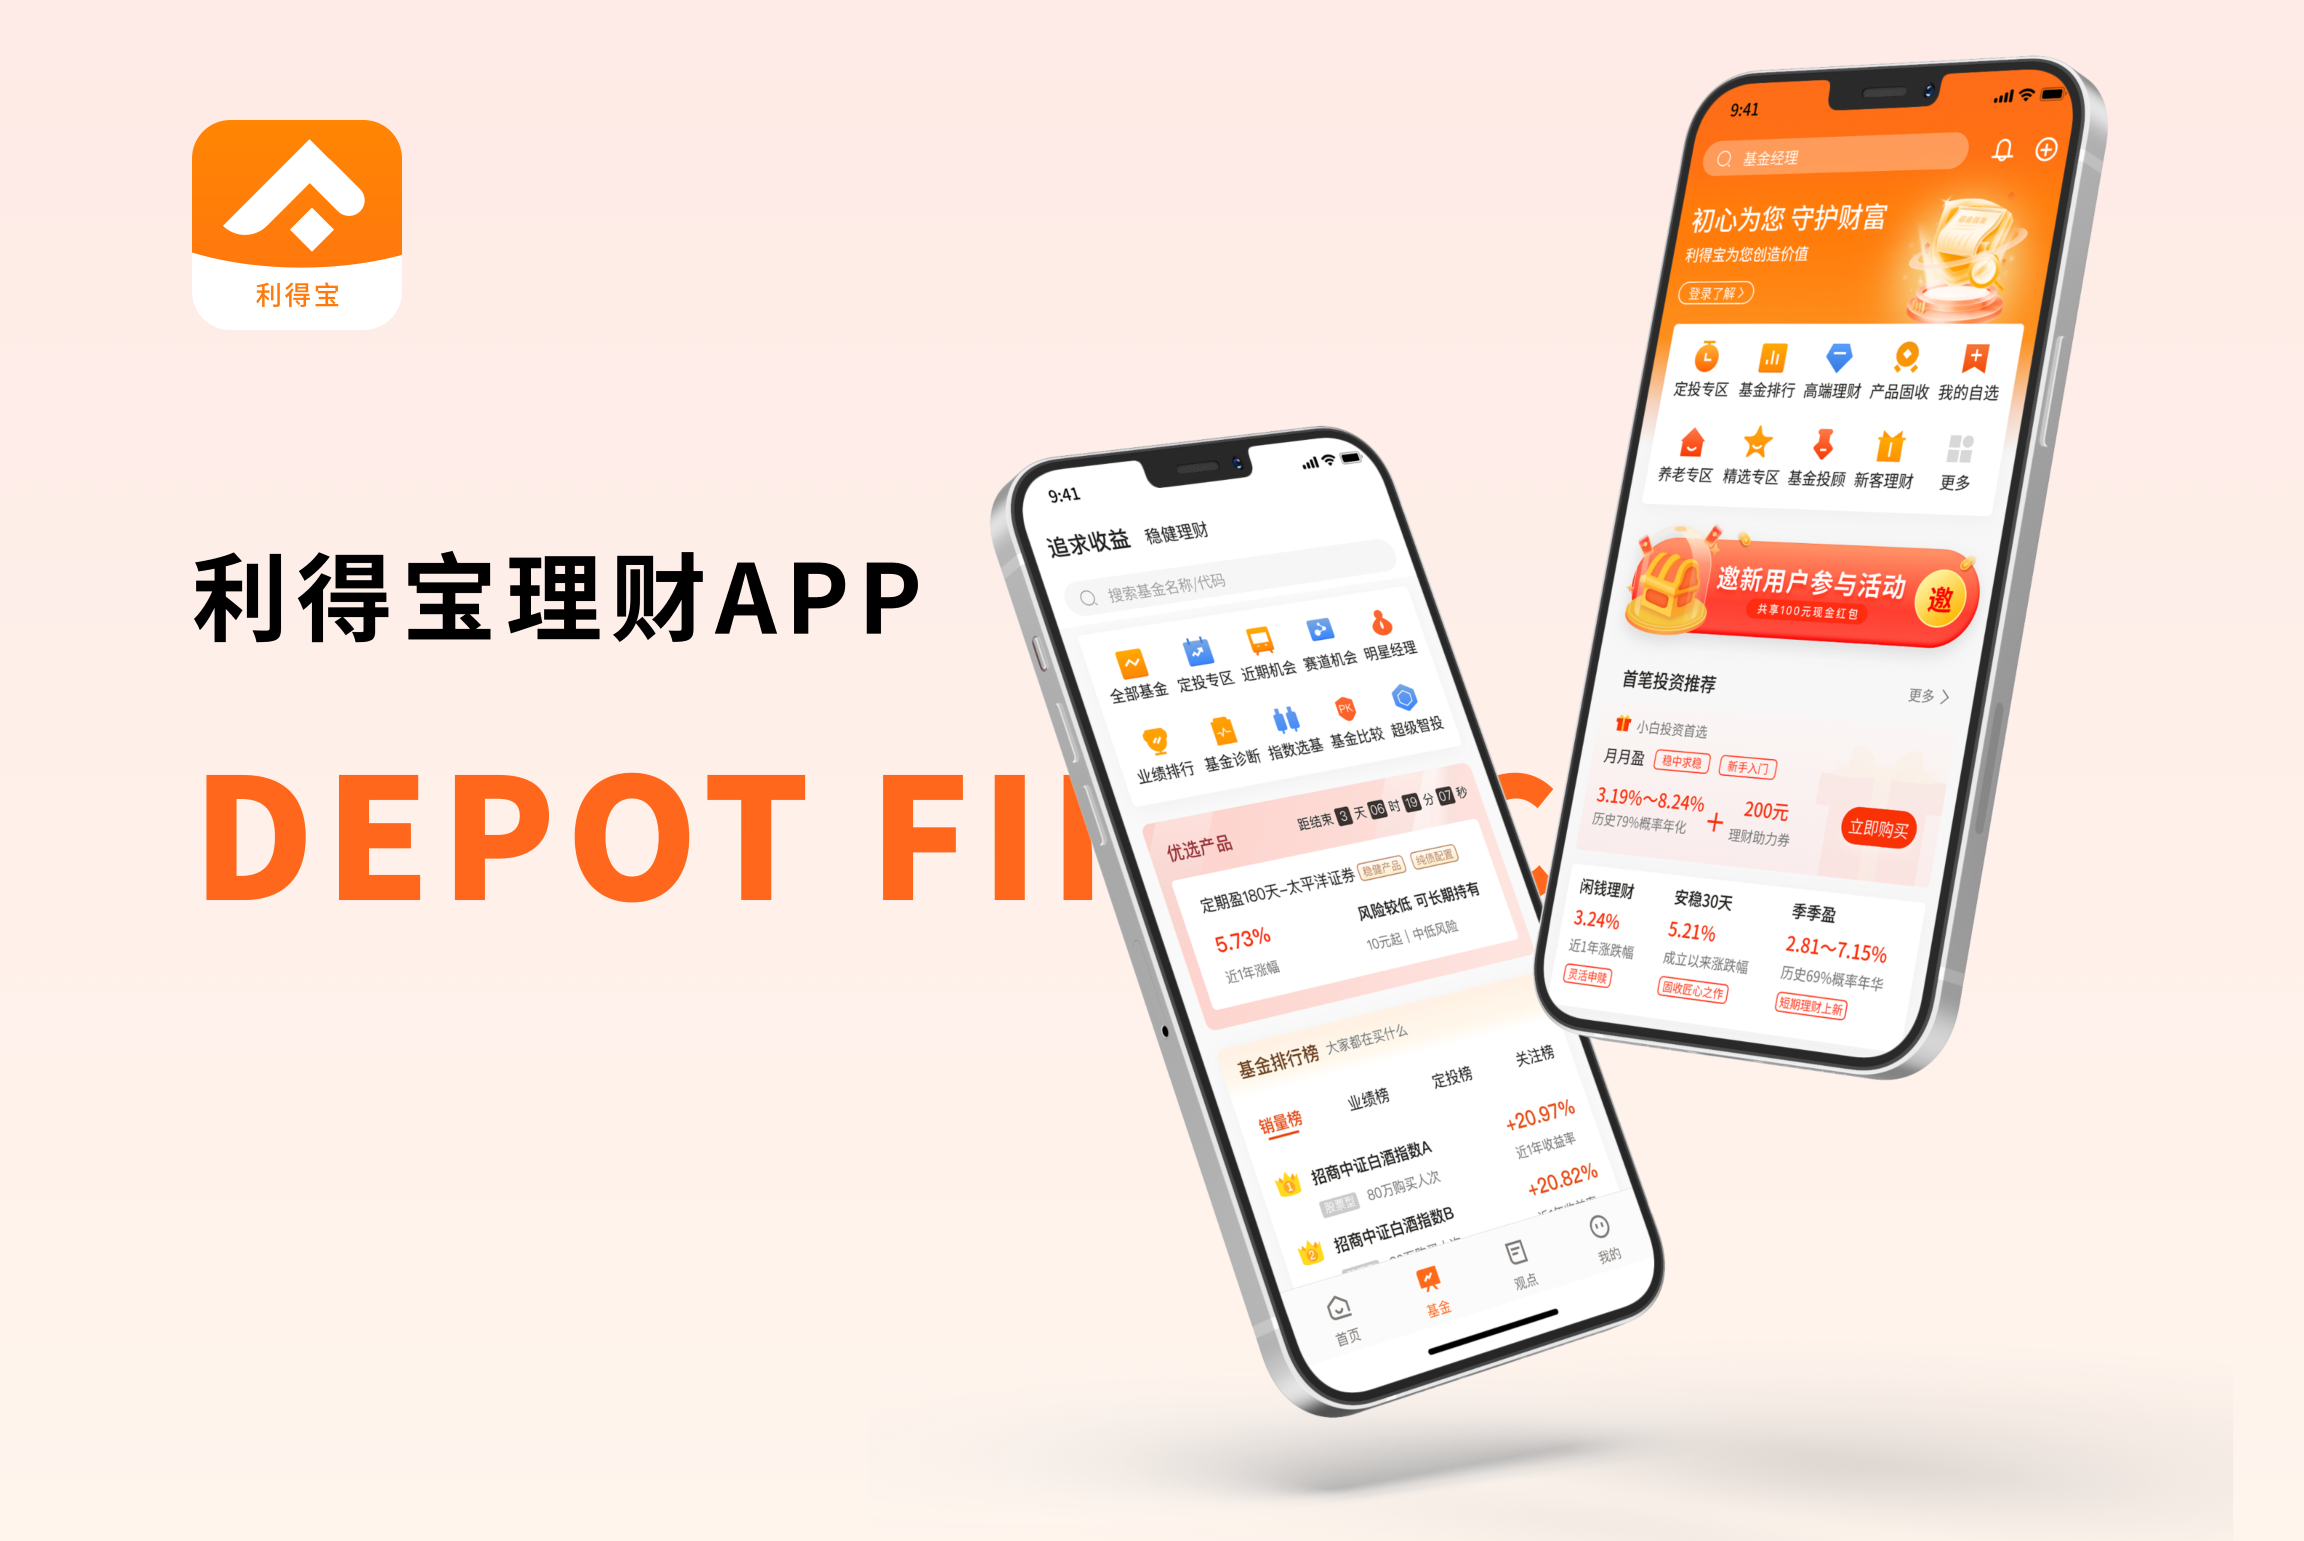 利得宝
利得宝理财APP
DEPOT FIN
9:41
追求收益 稳健理财
搜索基金名称/代码
全部基金 定投专区 近期机会 赛道机会 明星经理
PK
业绩排行 基金诊断 指数选基 基金比较 超级智投
优选产品 距结束 3 天 06 时 19 分 07 秒
定期盈180天-太平洋证券 稳健产品 纯债配置
5.73% 风险较低 可长期持有
近1年涨幅 10元起 | 中低风险
基金排行榜 大家都在买什么
销量榜 业绩榜 定投榜 关注榜
1 招商中证白酒指数A +20.97%
股票型 80万购买人次 近1年收益率
2 招商中证白酒指数B +20.82%
首页 基金 观点 我的
9:41
基金经理
初心为您 守护财富
利得宝为您创造价值
登录了解 >
定投专区 基金排行 高端理财 产品固收 我的自选
养老专区 精选专区 基金投顾 新客理财 更多
邀新用户参与活动 邀
共享100元现金红包
首笔投资推荐 更多 >
小白投资首选
月月盈 稳中求稳 新手入门
3.19%~8.24% + 200元
历史79%概率年化 理财助力券
立即购买
闲钱理财 安稳30天 季季盈
3.24% 5.21% 2.81~7.15%
近1年涨跌幅 成立以来涨跌幅 历史69%概率年华
灵活申赎 固收匠心之作 短期理财上新